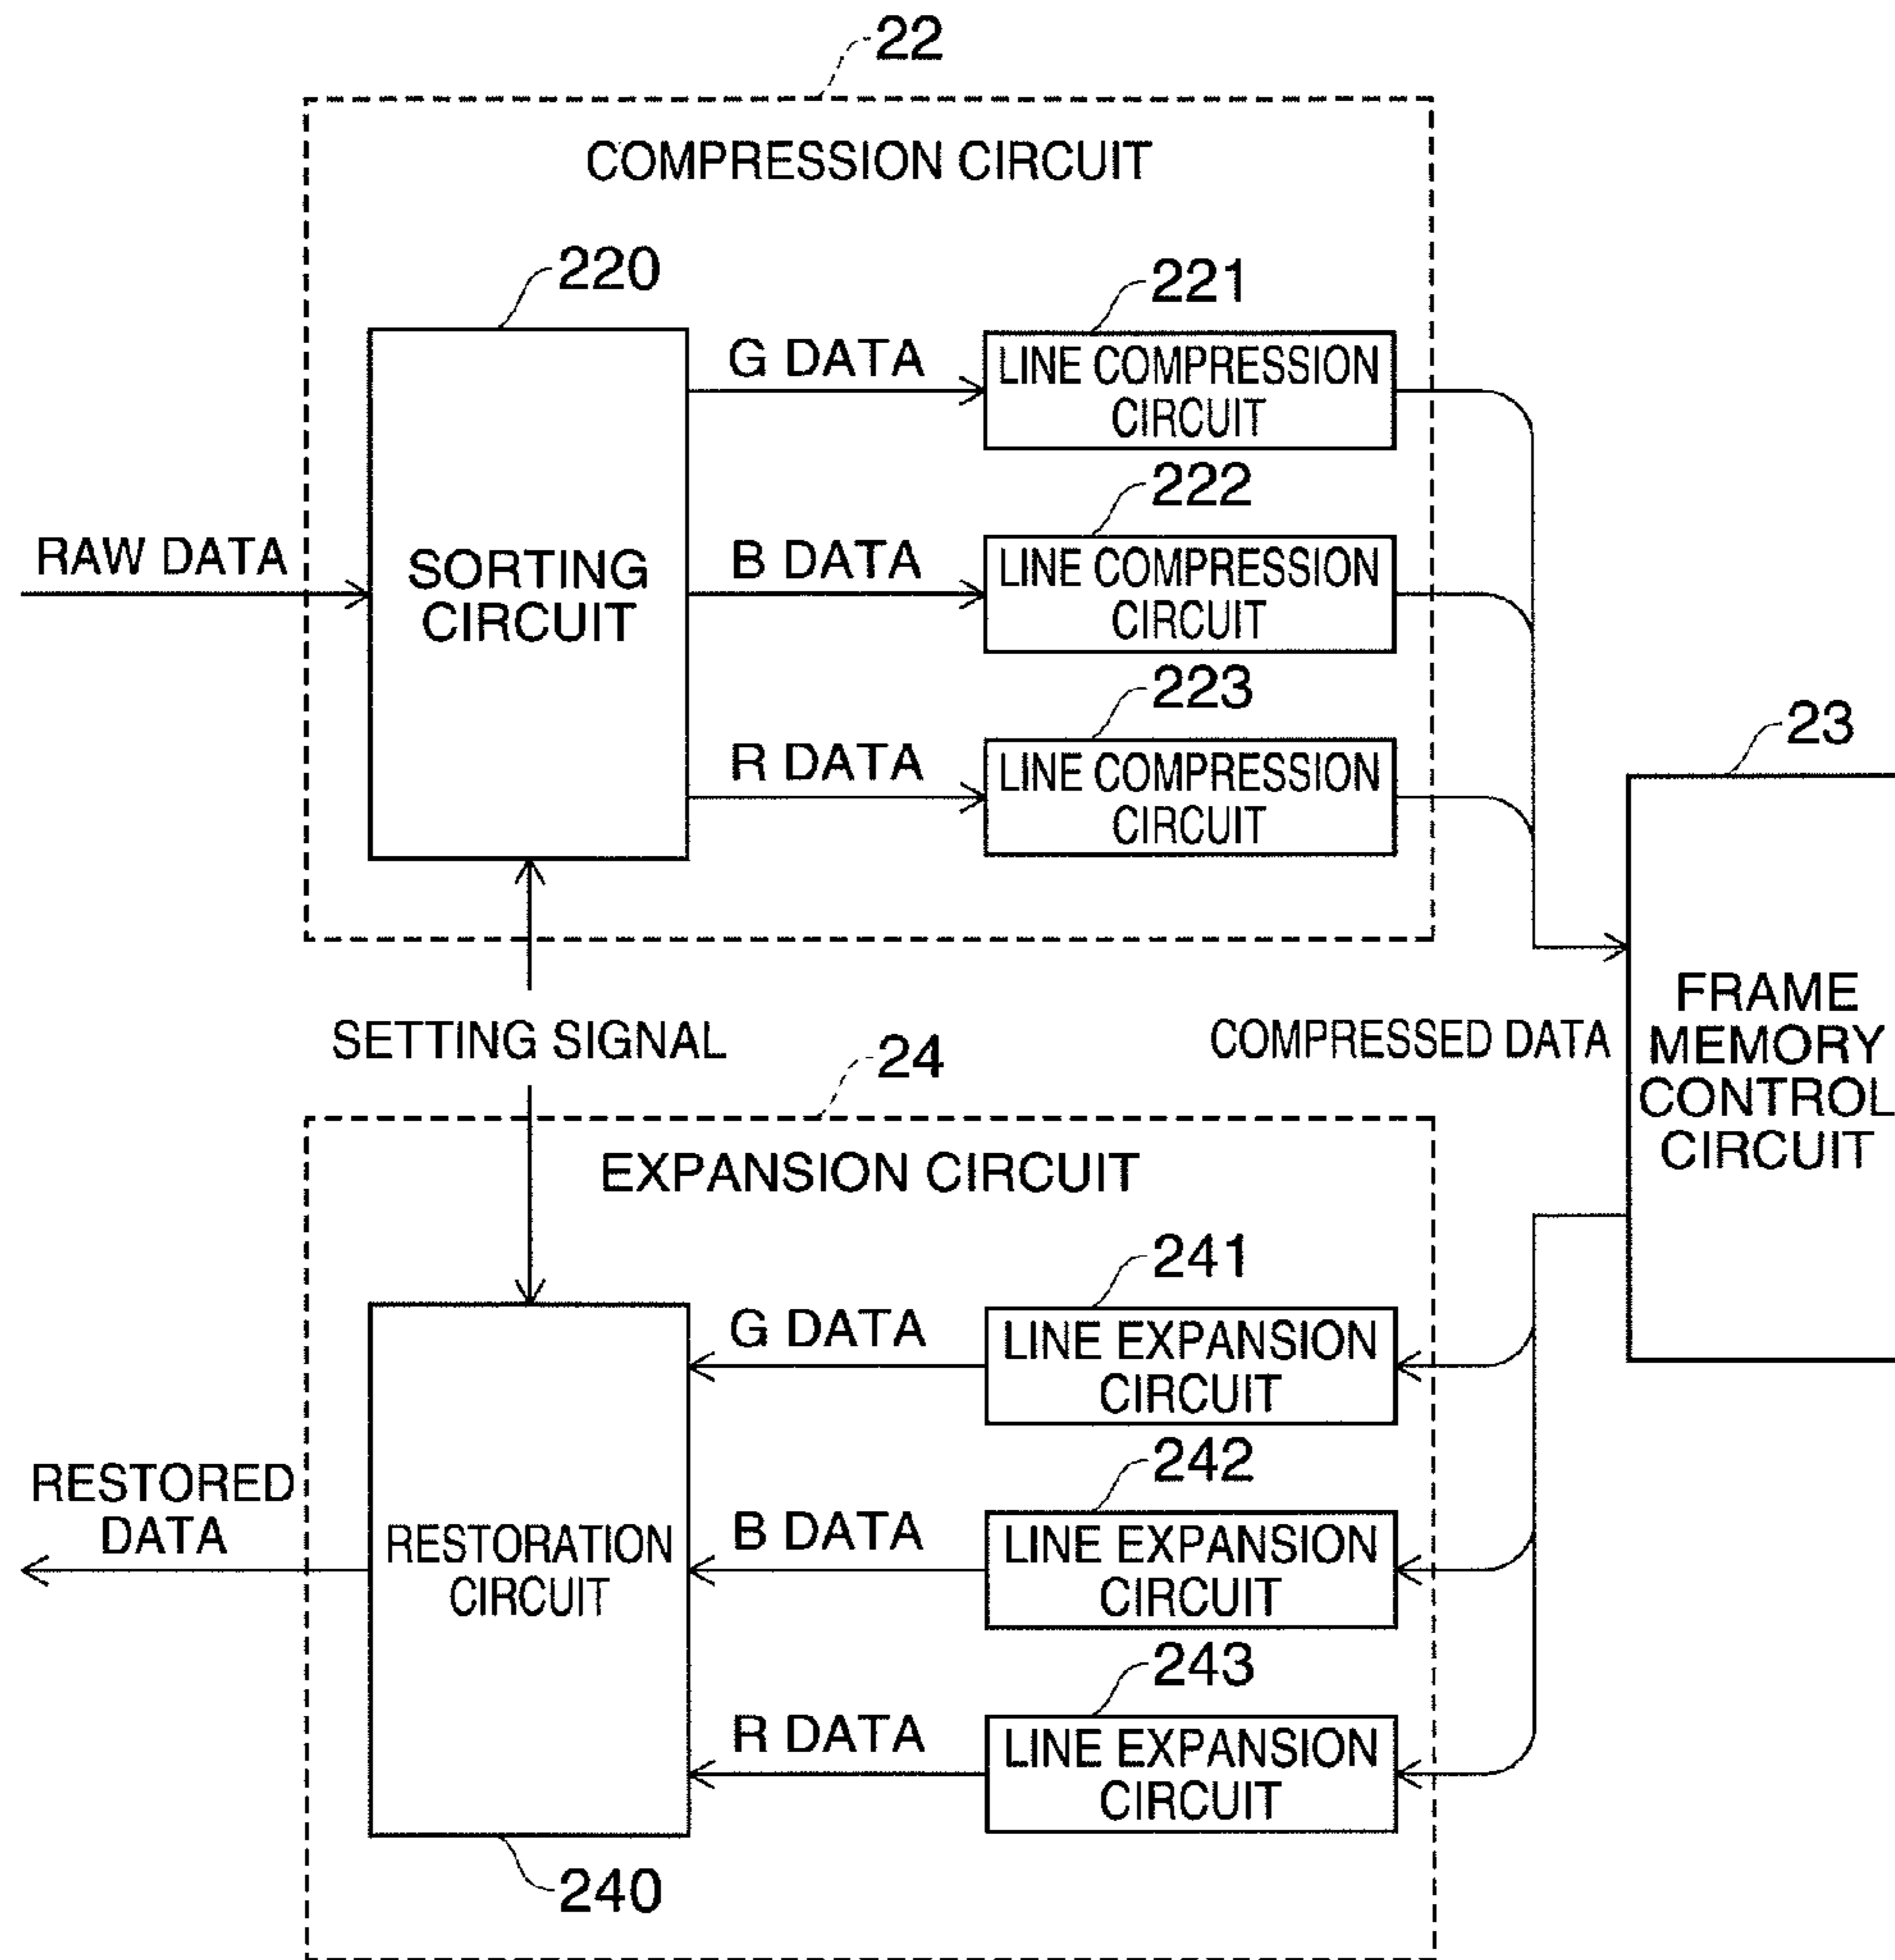 22
COMPRESSION CIRCUIT
220
221
G DATA
LINE COMPRESSION
CIRCUIT
222
RAW DATA
SORTING
CIRCUIT
B DATA
LINE COMPRESSION
CIRCUIT
223
R DATA
LINE COMPRESSION
CIRCUIT
23
FRAME
MEMORY
CONTROL
CIRCUIT
SETTING SIGNAL
COMPRESSED DATA
24
EXPANSION CIRCUIT
241
G DATA
LINE EXPANSION
CIRCUIT
242
RESTORED
DATA
RESTORATION
CIRCUIT
B DATA
LINE EXPANSION
CIRCUIT
243
R DATA
LINE EXPANSION
CIRCUIT
240